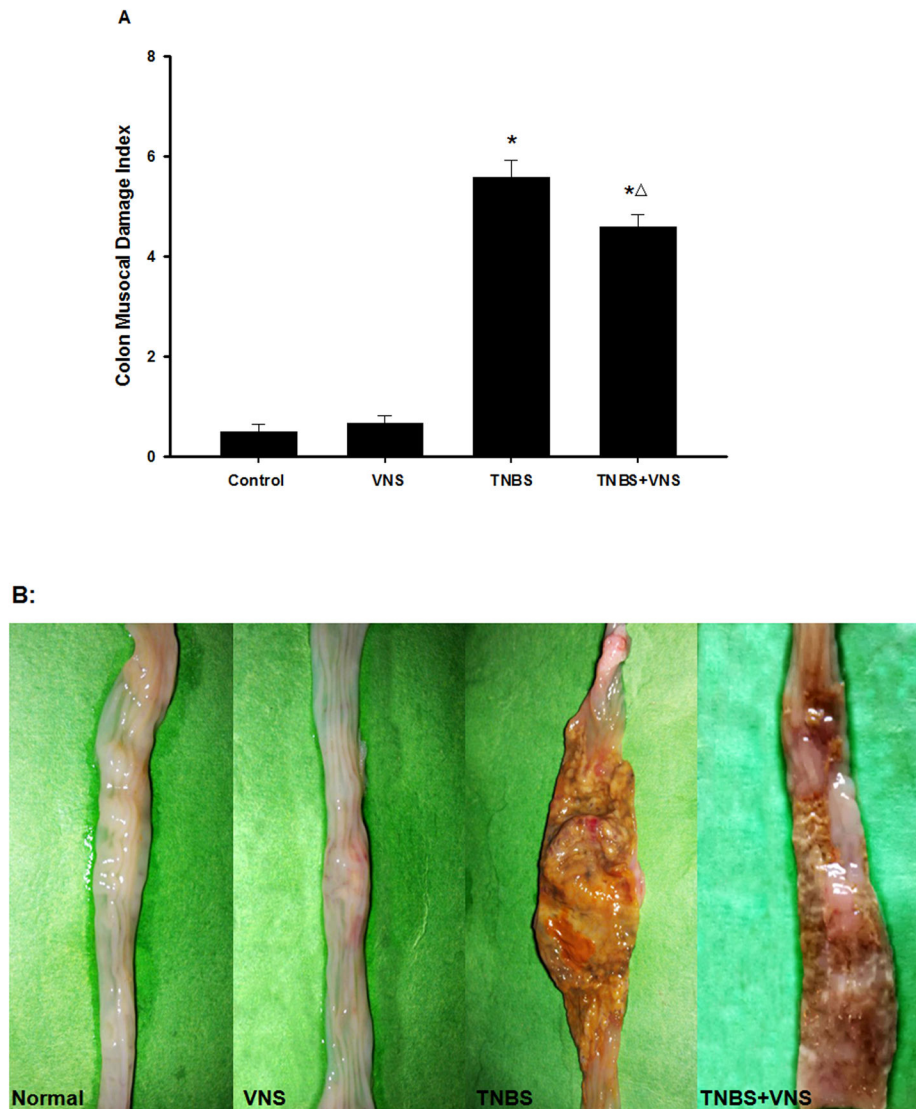 A
Colon Musocal Damage Index
8
6
4
2
0
*
*△
Control VNS TNBS TNBS+VNS
B:
Normal VNS TNBS TNBS+VNS